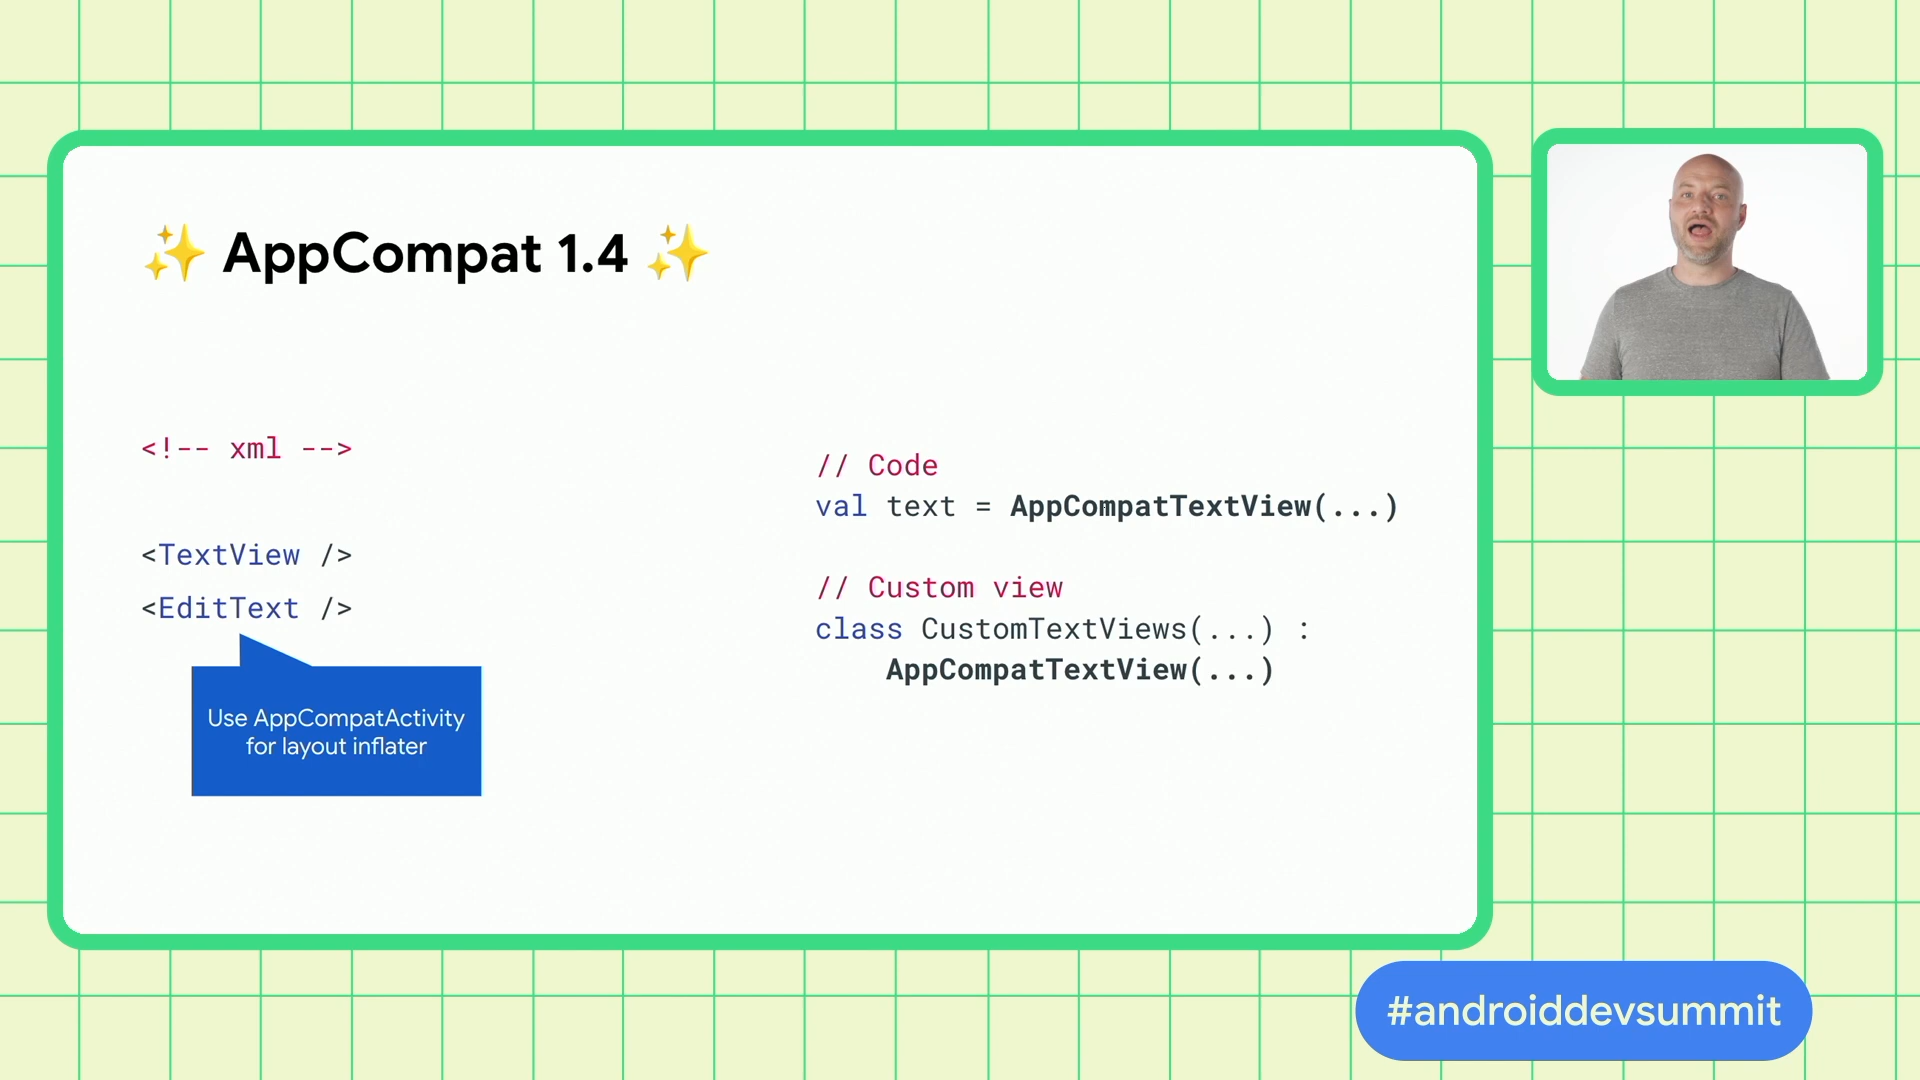 ✨ AppCompat 1.4 ✨
<!-- xml -->
<TextView />
<EditText />
Use AppCompatActivity
for layout inflater
// Code
val text = AppCompatTextView(...)
// Custom view
class CustomTextViews(...) :
AppCompatTextView(...)
#androiddevsummit